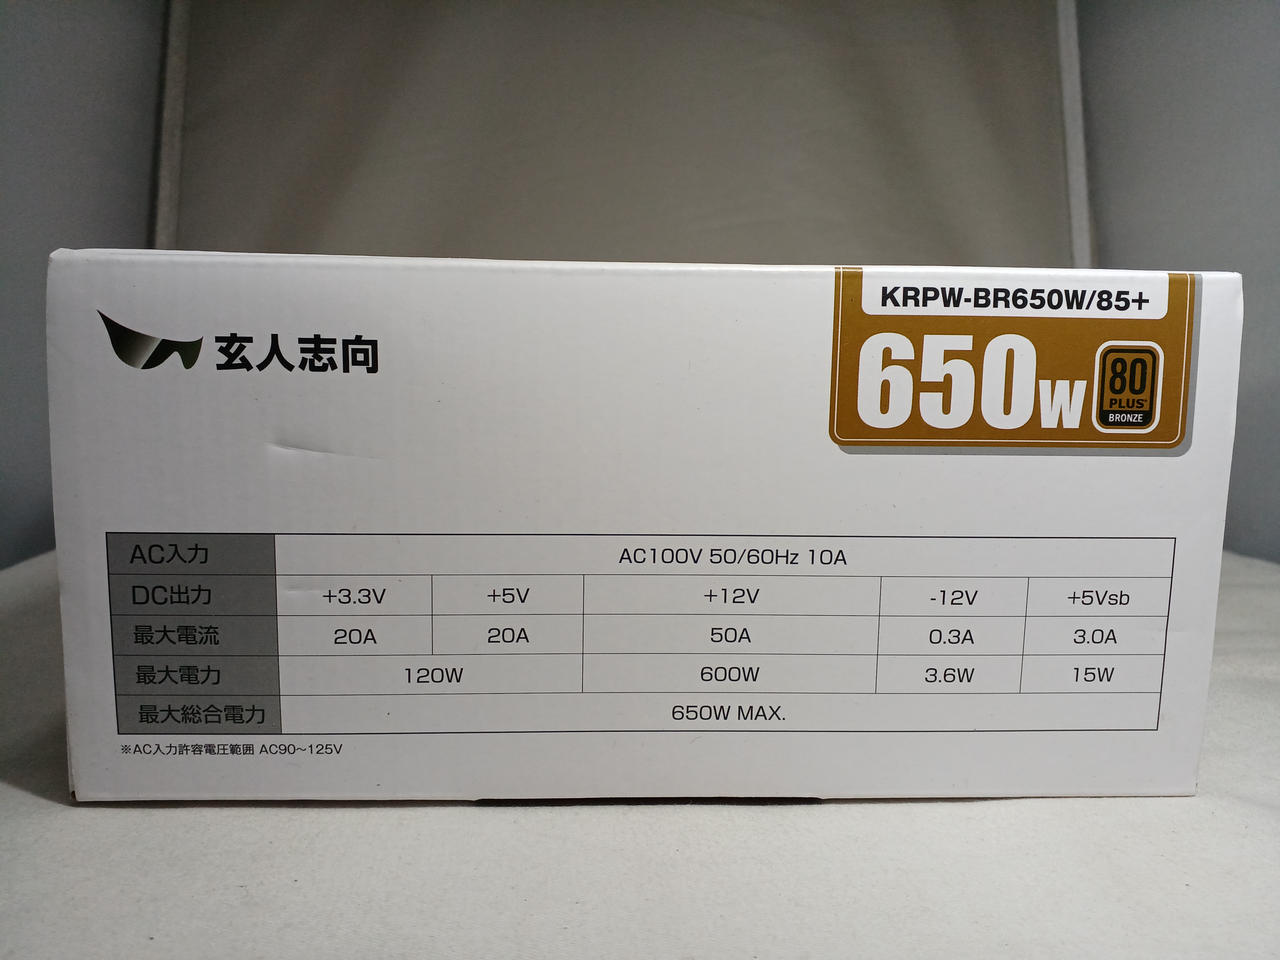 玄人志向
KRPW-BR650W/85+
650W
80
PLUS
BRONZE
AC入力 AC100V 50/60Hz 10A
DC出力 +3.3V +5V +12V -12V +5Vsb
最大電流 20A 20A 50A 0.3A 3.0A
最大電力 120W 600W 3.6W 15W
最大総合電力 650W MAX.
※AC入力許容電圧範囲 AC90～125V